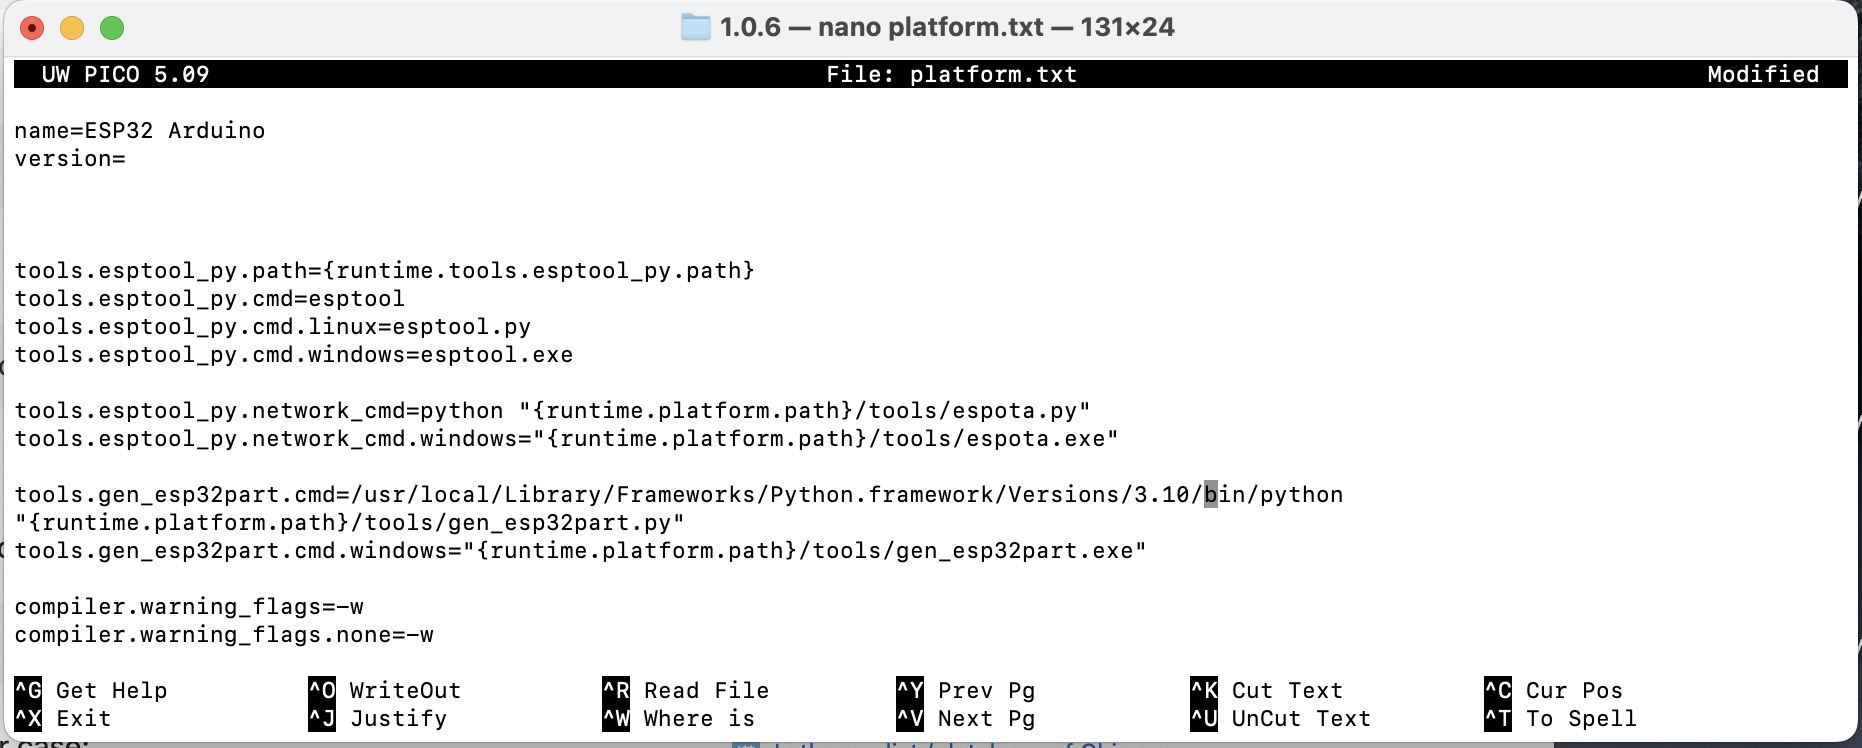 1.0.6 — nano platform.txt — 131×24
UW PICO 5.09 File: platform.txt Modified
name=ESP32 Arduino
version=
tools.esptool_py.path={runtime.tools.esptool_py.path}
tools.esptool_py.cmd=esptool
tools.esptool_py.cmd.linux=esptool.py
tools.esptool_py.cmd.windows=esptool.exe
tools.esptool_py.network_cmd=python "{runtime.platform.path}/tools/espota.py"
tools.esptool_py.network_cmd.windows="{runtime.platform.path}/tools/espota.exe"
tools.gen_esp32part.cmd=/usr/local/Library/Frameworks/Python.framework/Versions/3.10/bin/python
"{runtime.platform.path}/tools/gen_esp32part.py"
tools.gen_esp32part.cmd.windows="{runtime.platform.path}/tools/gen_esp32part.exe"
compiler.warning_flags=-w
compiler.warning_flags.none=-w
^G Get Help ^O WriteOut ^R Read File ^Y Prev Pg ^K Cut Text ^C Cur Pos
^X Exit ^J Justify ^W Where is ^V Next Pg ^U UnCut Text ^T To Spell
case: